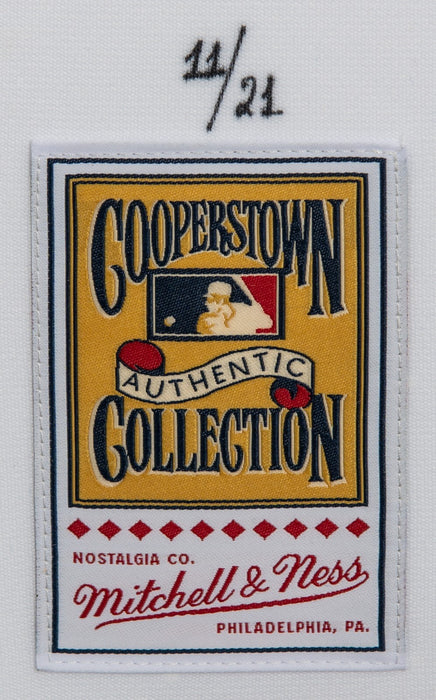 11/21
COOPERSTOWN
AUTHENTIC
COLLECTION
NOSTALGIA CO.
Mitchell & Ness
PHILADELPHIA, PA.